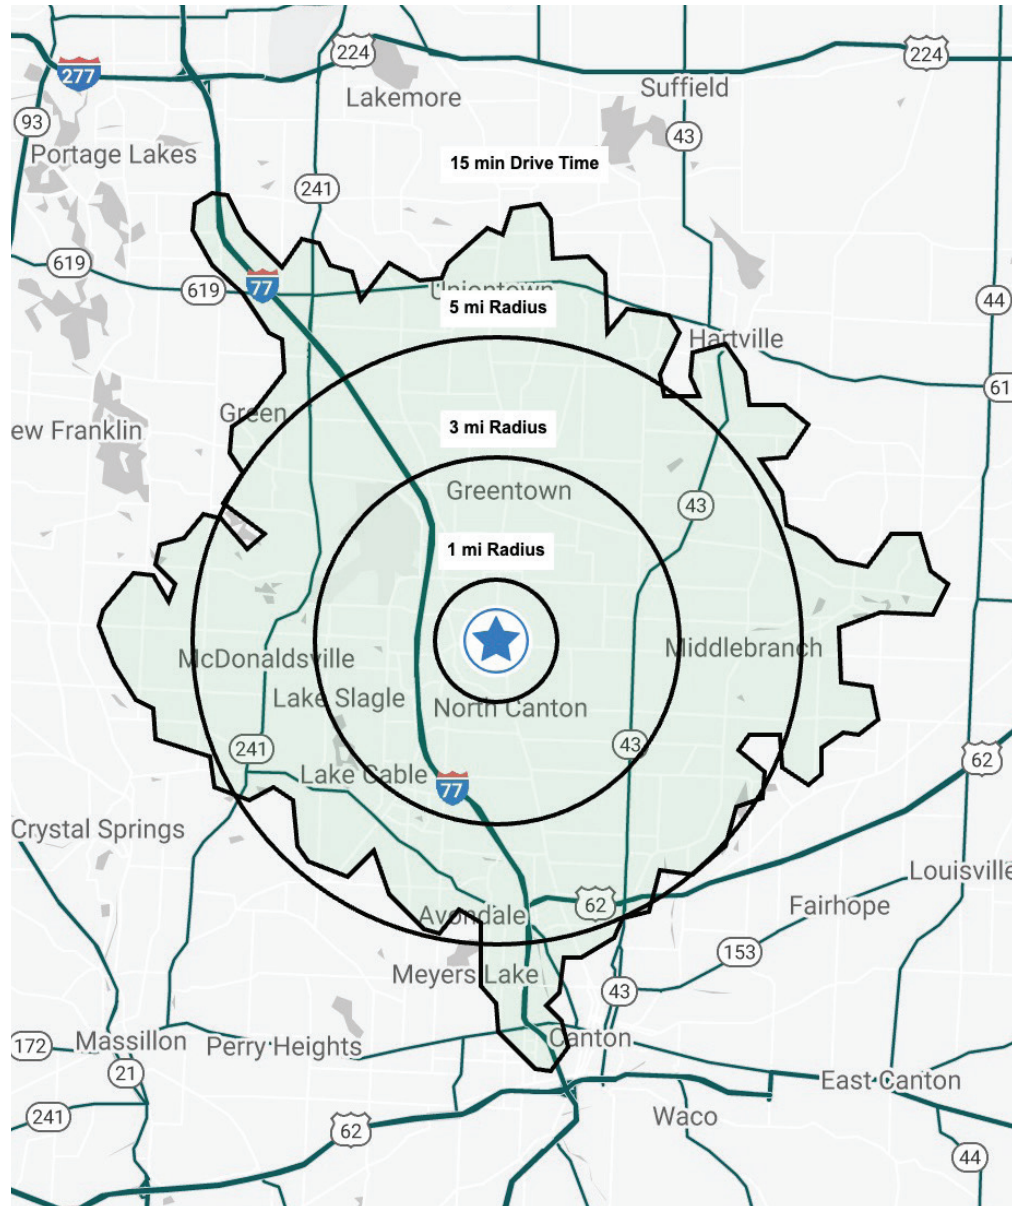 224
224
277
Suffield
Lakemore
93
43
Portage Lakes
15 min Drive Time
241
619
77
619
Uniontown
44
5 mi Radius
Hartville
61
Green
3 mi Radius
ew Franklin
Greentown
43
1 mi Radius
Middlebranch
McDonaldsville
Lake Slagle
North Canton
43
241
62
Lake Cable
77
Crystal Springs
Louisville
62
Fairhope
Avondale
153
Meyers Lake
43
Canton
172
Massillon
Perry Heights
21
East Canton
241
Waco
62
44